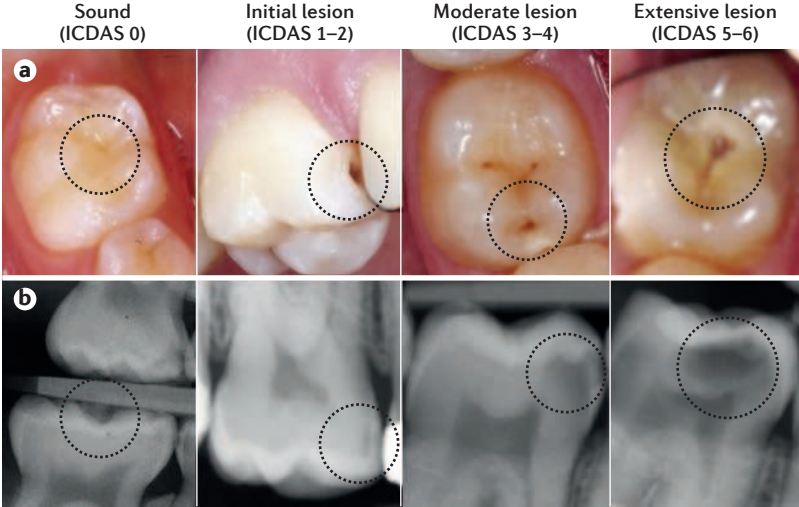 Sound
(ICDAS 0)
Initial lesion
(ICDAS 1–2)
Moderate lesion
(ICDAS 3–4)
Extensive lesion
(ICDAS 5–6)
a
b